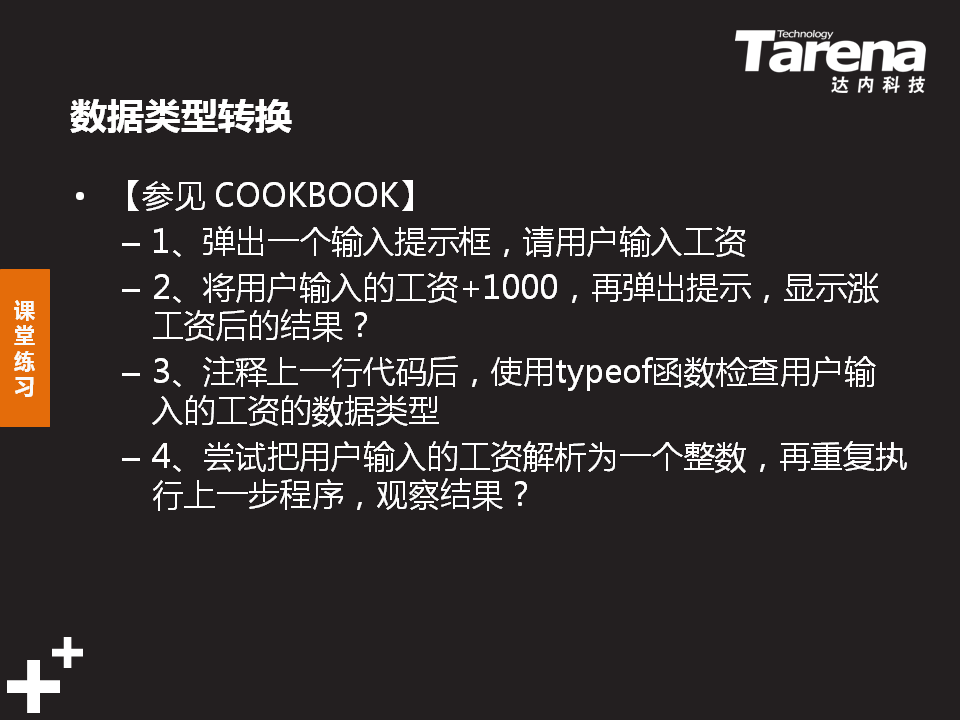 Technology
Tarena
达内科技
数据类型转换
• 【参见 COOKBOOK】
– 1、弹出一个输入提示框，请用户输入工资
– 2、将用户输入的工资+1000，再弹出提示，显示涨
工资后的结果？
– 3、注释上一行代码后，使用typeof函数检查用户输
入的工资的数据类型
– 4、尝试把用户输入的工资解析为一个整数，再重复执
行上一步程序，观察结果？
课
堂
练
习